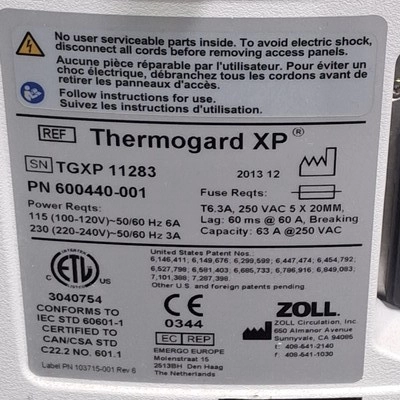 No user serviceable parts inside. To avoid electric shock,
disconnect all cords before removing access panels.
Aucune pièce réparable par l'utilisateur. Pour éviter un
choc électrique, débranchez tous les cordons avant de
retirer les panneaux d'accès.
Follow instructions for use.
Suivez les instructions d'utilisation.
REF Thermogard XP®
SN TGXP 11283
2013 12
PN 600440-001
Fuse Reqts:
Power Reqts:
115 (100-120V)~50/60 Hz 6A
230 (220-240V)~50/60 Hz 3A
T6.3A, 250 VAC 5 X 20MM,
Lag: 60 ms @ 60 A, Breaking
Capacity: 63 A @250 VAC
United States Patent Nos.:
6,146,411; 6,149,676; 6,299,599; 6,447,474; 6,454,792;
6,527,798; 6,581,403; 6,685,733; 6,786,916; 6,849,083;
7,101,388; 7,287,398;
Other U.S. and foreign patents pending.
ETL
3040754
CONFORMS TO
IEC STD 60601-1
CERTIFIED TO
CAN/CSA STD
C22.2 NO. 601.1
CE
0344
EC REP
EMERGO EUROPE
Molenstraat 15
2513BH Den Haag
The Netherlands
ZOLL®
ZOLL Circulation, Inc.
650 Almanor Avenue
Sunnyvale, CA 94085
t: 408-541-2140
f: 408-541-1030
Label PN 103715-001 Rev 6